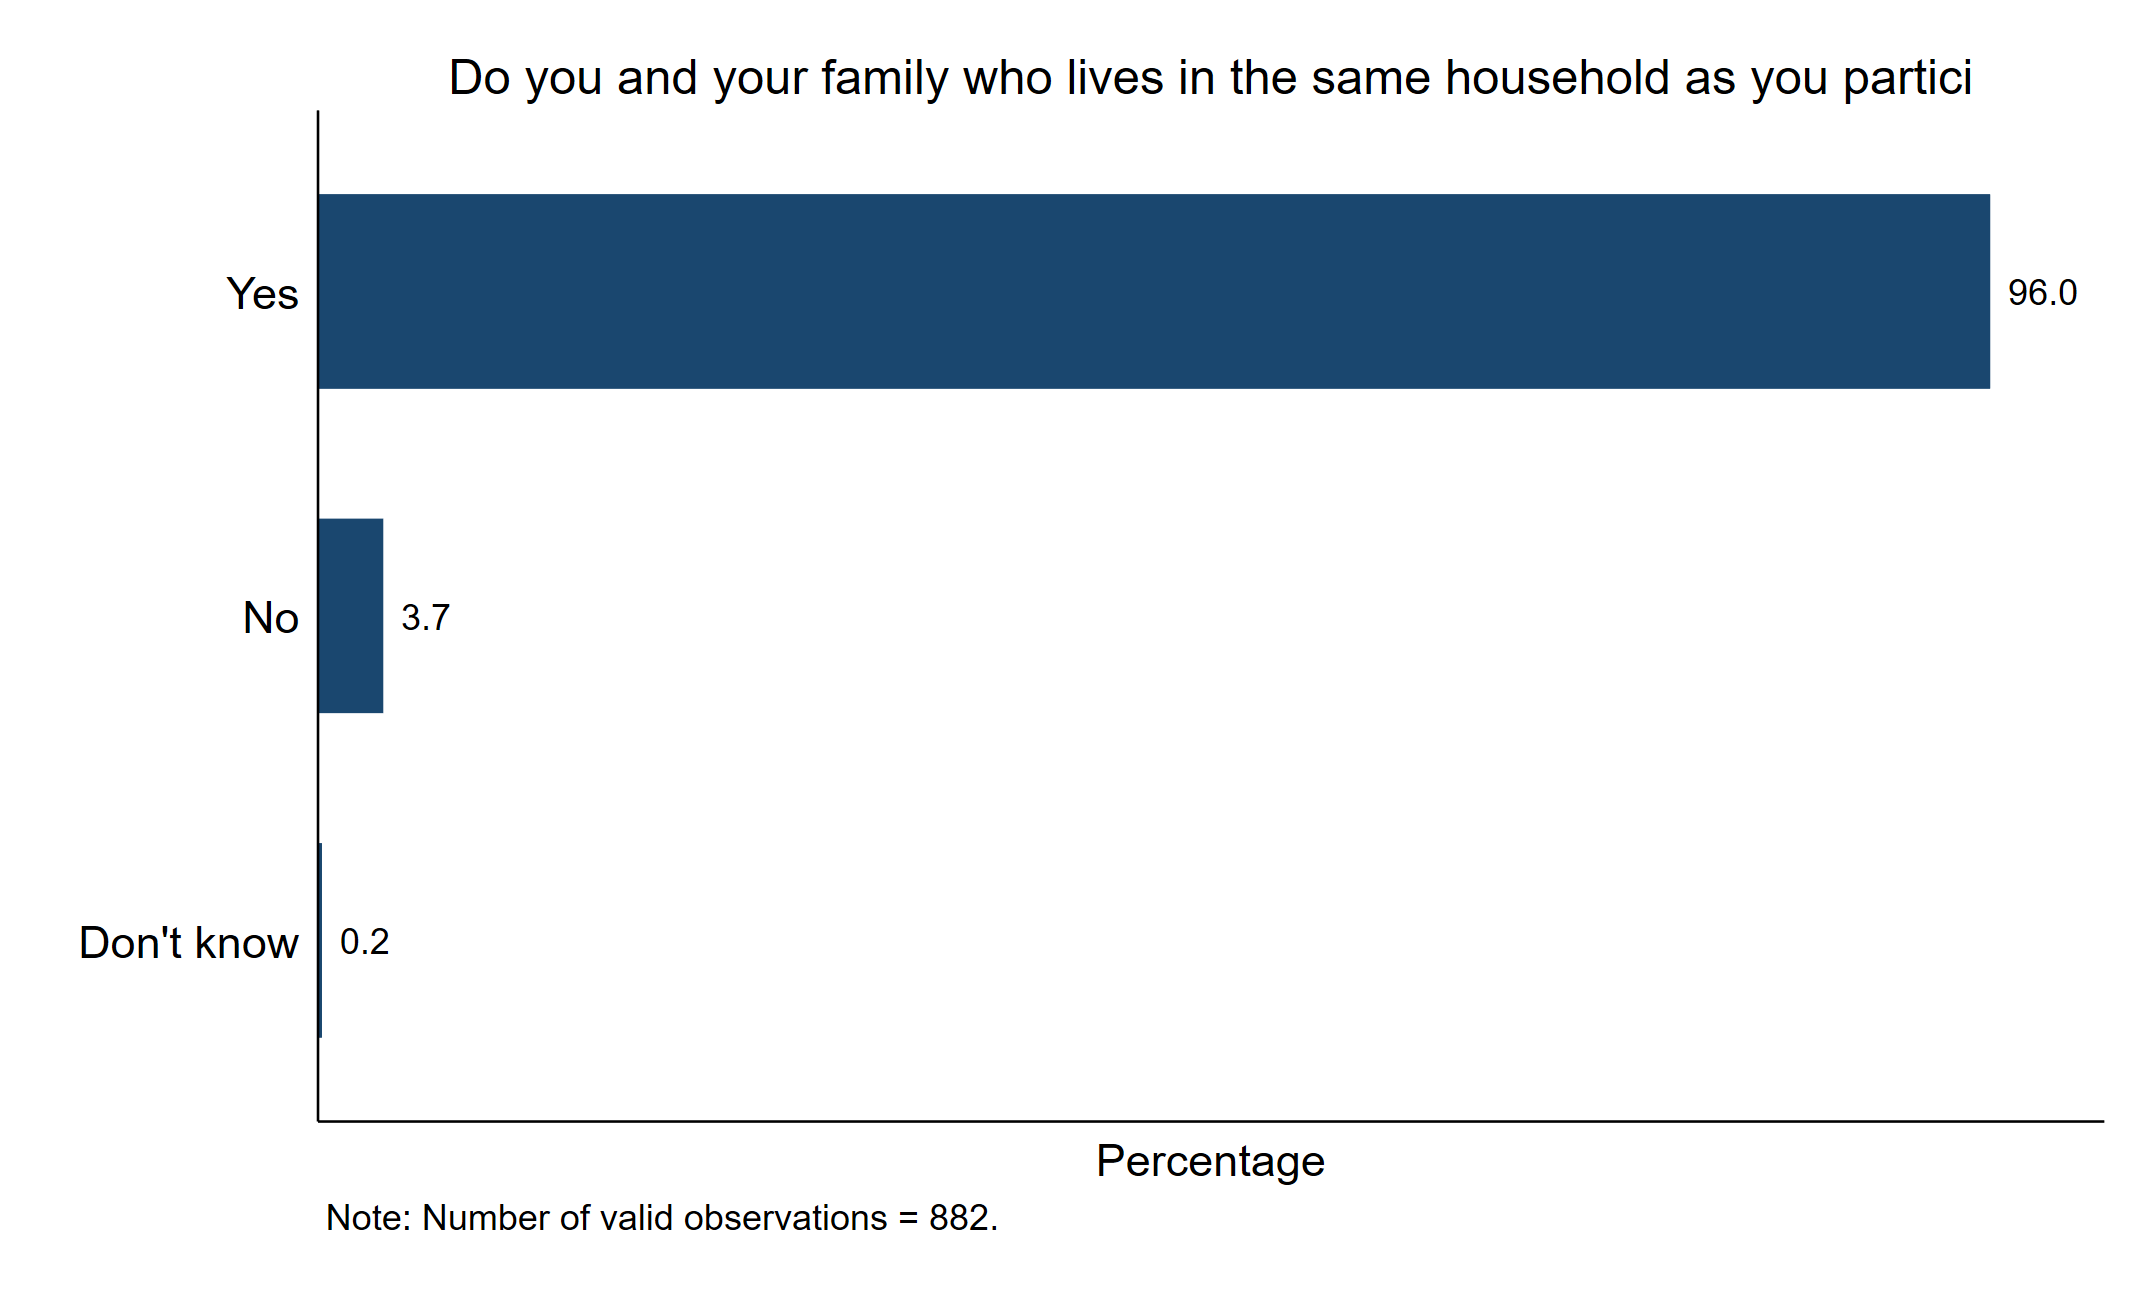 Do you and your family who lives in the same household as you partici
Yes
96.0
No
3.7
Don't know
0.2
Percentage
Note: Number of valid observations = 882.